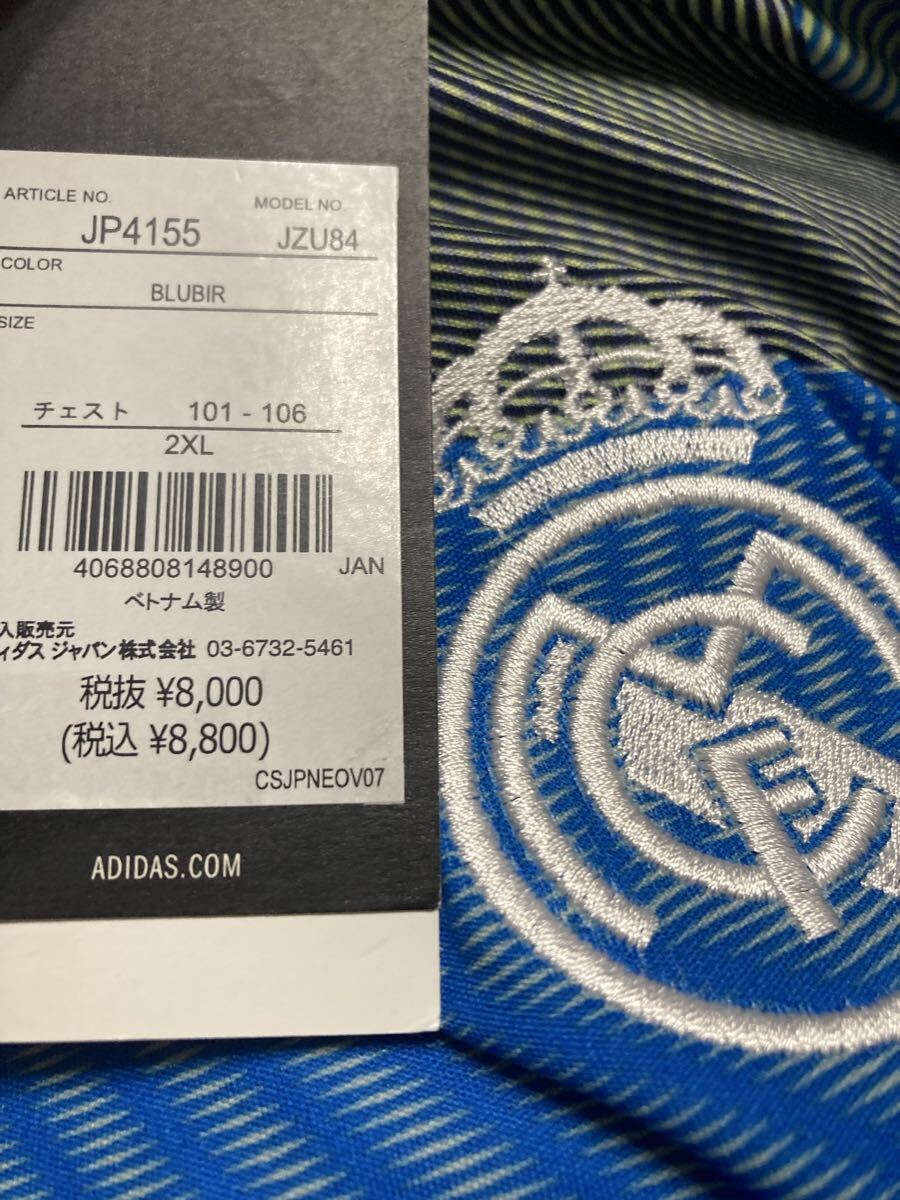 ARTICLE NO.
MODEL NO.
JP4155
JZU84
COLOR
BLUBIR
SIZE
チェスト 101 - 106
2XL
4068808148900 JAN
ベトナム製
入販売元
ィダス ジャパン株式会社 03-6732-5461
税抜 ¥8,000
(税込 ¥8,800)
CSJPNEOV07
ADIDAS.COM